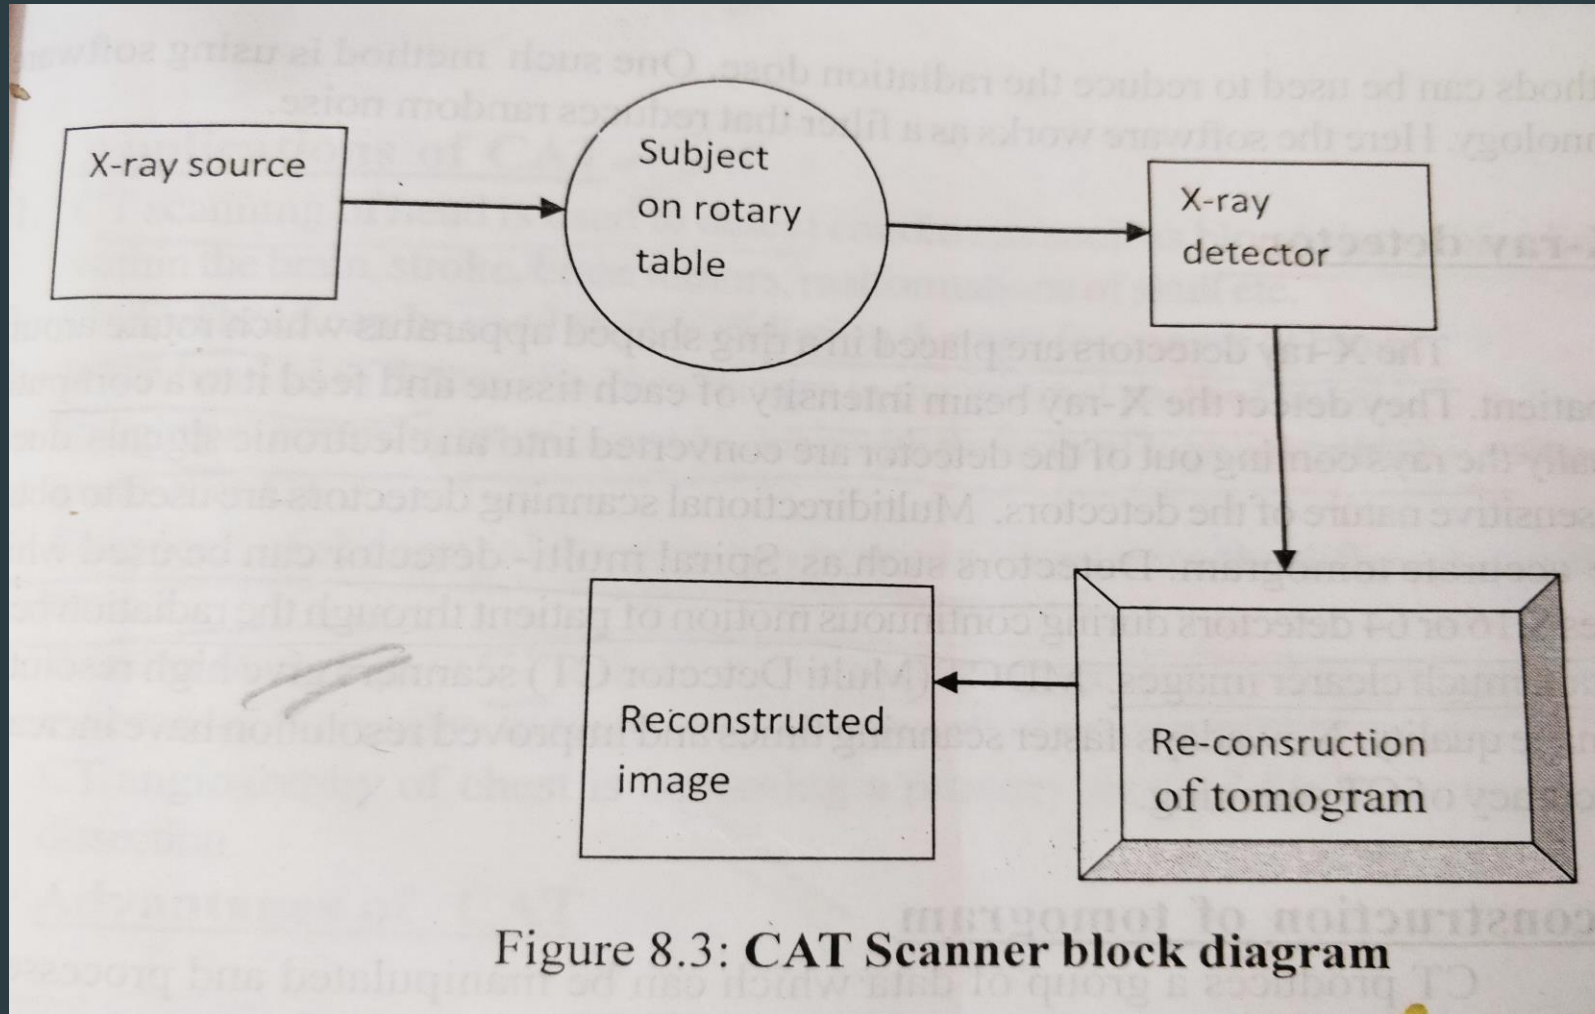 X-ray source
Subject
on rotary
table
X-ray
detector
Re-consruction
of tomogram
Reconstructed
image
Figure 8.3: CAT Scanner block diagram